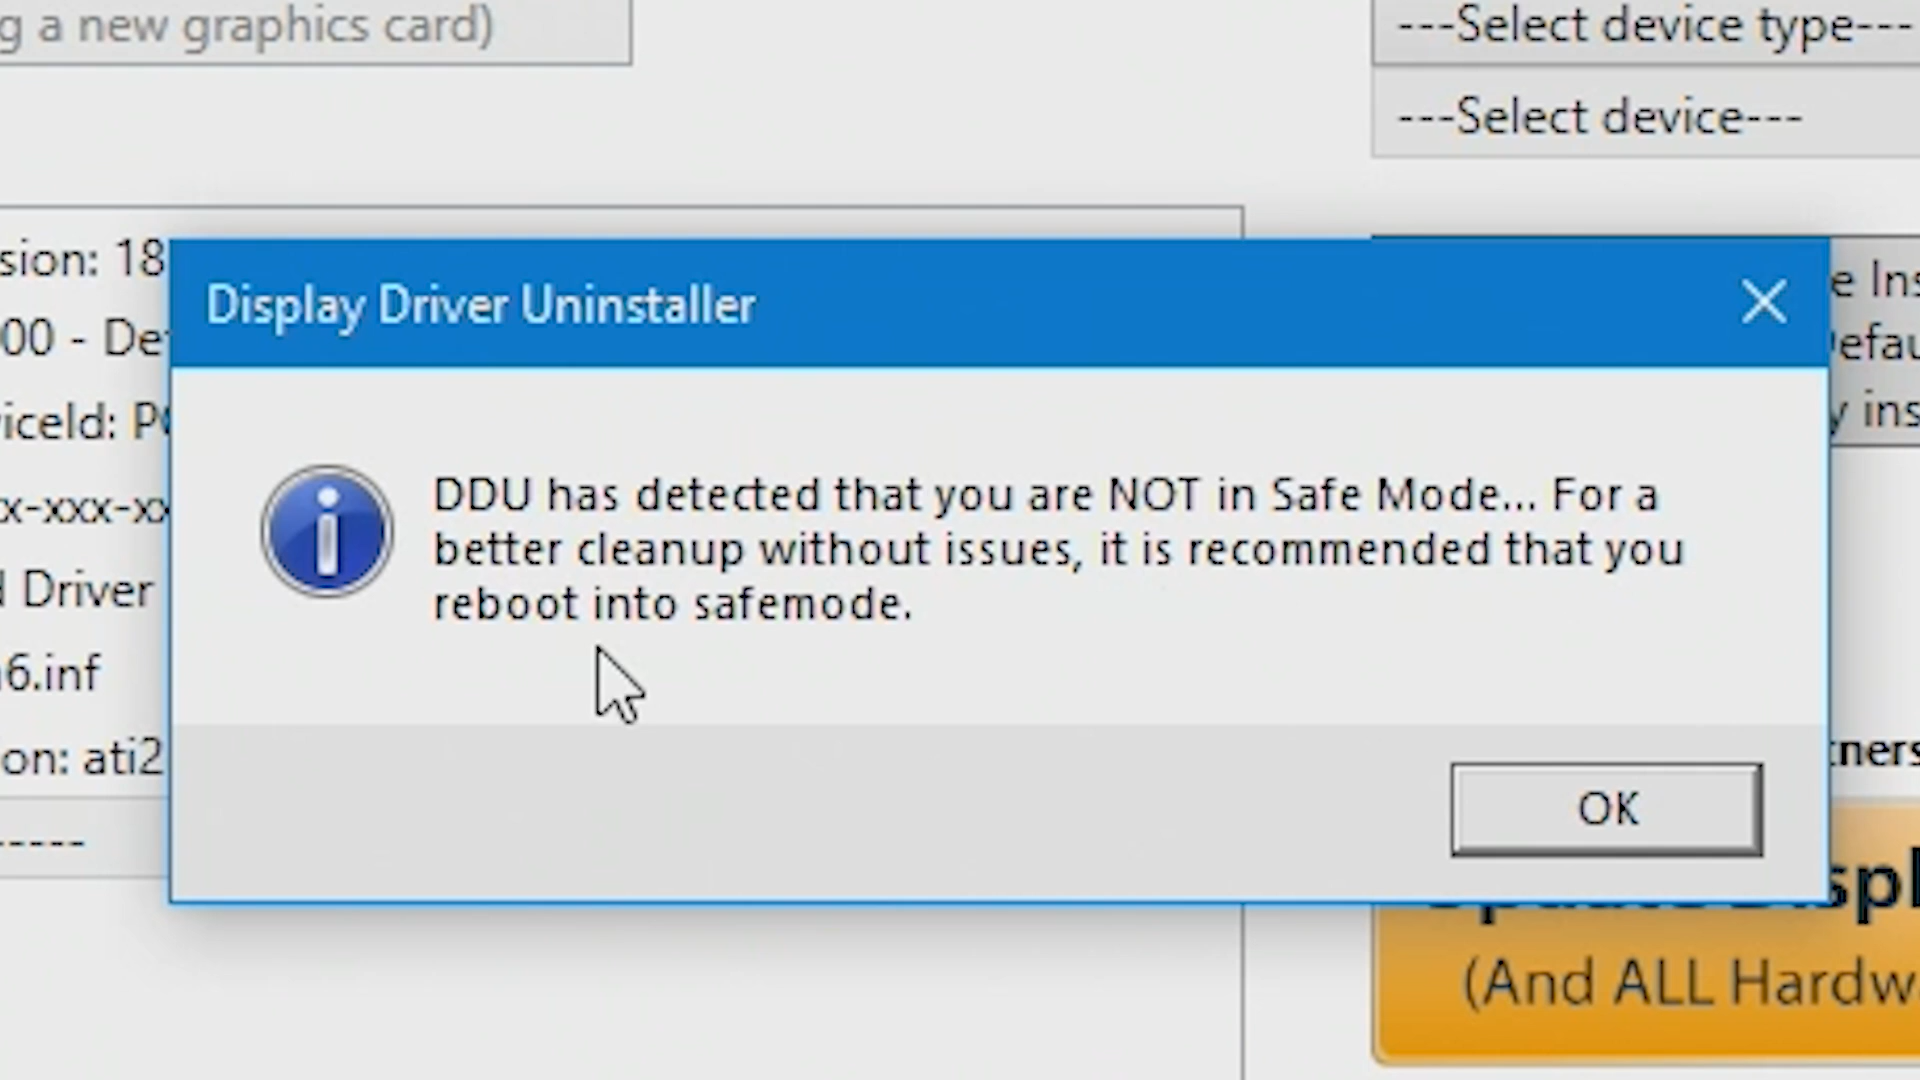 g a new graphics card)
---Select device type---
---Select device---
sion: 18
00 - De
iceId: P
x-xxx-x
d Driver
6.inf
on: ati2
-----
Display Driver Uninstaller
DDU has detected that you are NOT in Safe Mode... For a
better cleanup without issues, it is recommended that you
reboot into safemode.
OK
e Ins
efau
y ins
tners
spl
(And ALL Hardw